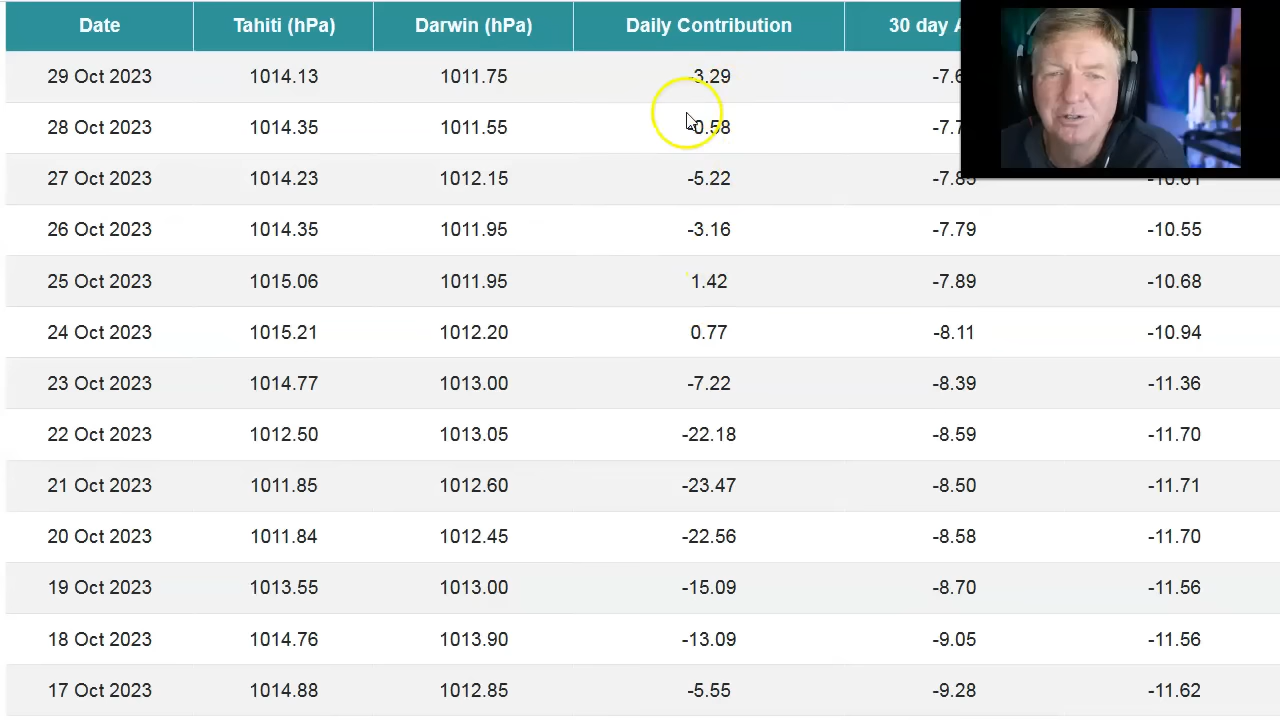 Date Tahiti (hPa) Darwin (hPa) Daily Contribution 30 day
29 Oct 2023 1014.13 1011.75 -3.29
28 Oct 2023 1014.35 1011.55
27 Oct 2023 1014.23 1012.15 -5.22 -7.85 -10.61
26 Oct 2023 1014.35 1011.95 -3.16 -7.79 -10.55
25 Oct 2023 1015.06 1011.95 1.42 -7.89 -10.68
24 Oct 2023 1015.21 1012.20 0.77 -8.11 -10.94
23 Oct 2023 1014.77 1013.00 -7.22 -8.39 -11.36
22 Oct 2023 1012.50 1013.05 -22.18 -8.59 -11.70
21 Oct 2023 1011.85 1012.60 -23.47 -8.50 -11.71
20 Oct 2023 1011.84 1012.45 -22.56 -8.58 -11.70
19 Oct 2023 1013.55 1013.00 -15.09 -8.70 -11.56
18 Oct 2023 1014.76 1013.90 -13.09 -9.05 -11.56
17 Oct 2023 1014.88 1012.85 -5.55 -9.28 -11.62